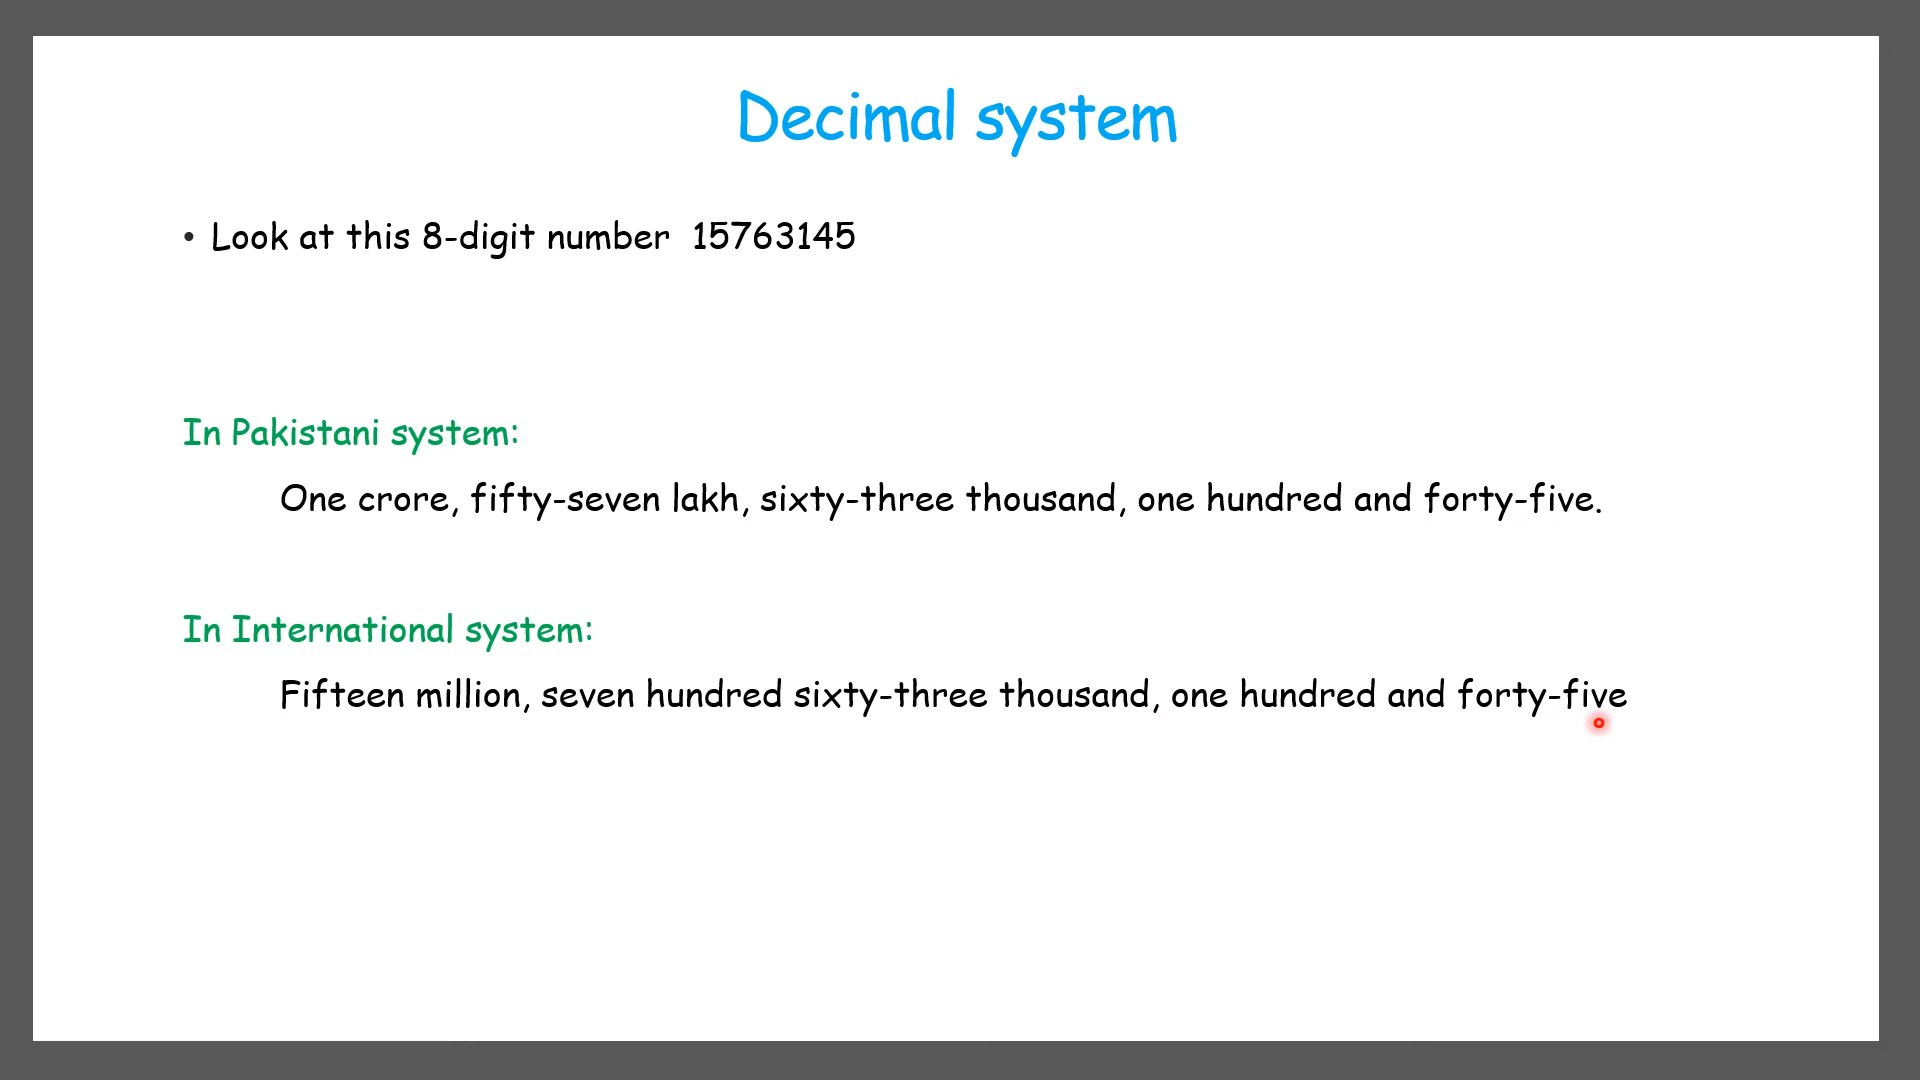 Decimal system
• Look at this 8-digit number 15763145
In Pakistani system:
One crore, fifty-seven lakh, sixty-three thousand, one hundred and forty-five.
In International system:
Fifteen million, seven hundred sixty-three thousand, one hundred and forty-five